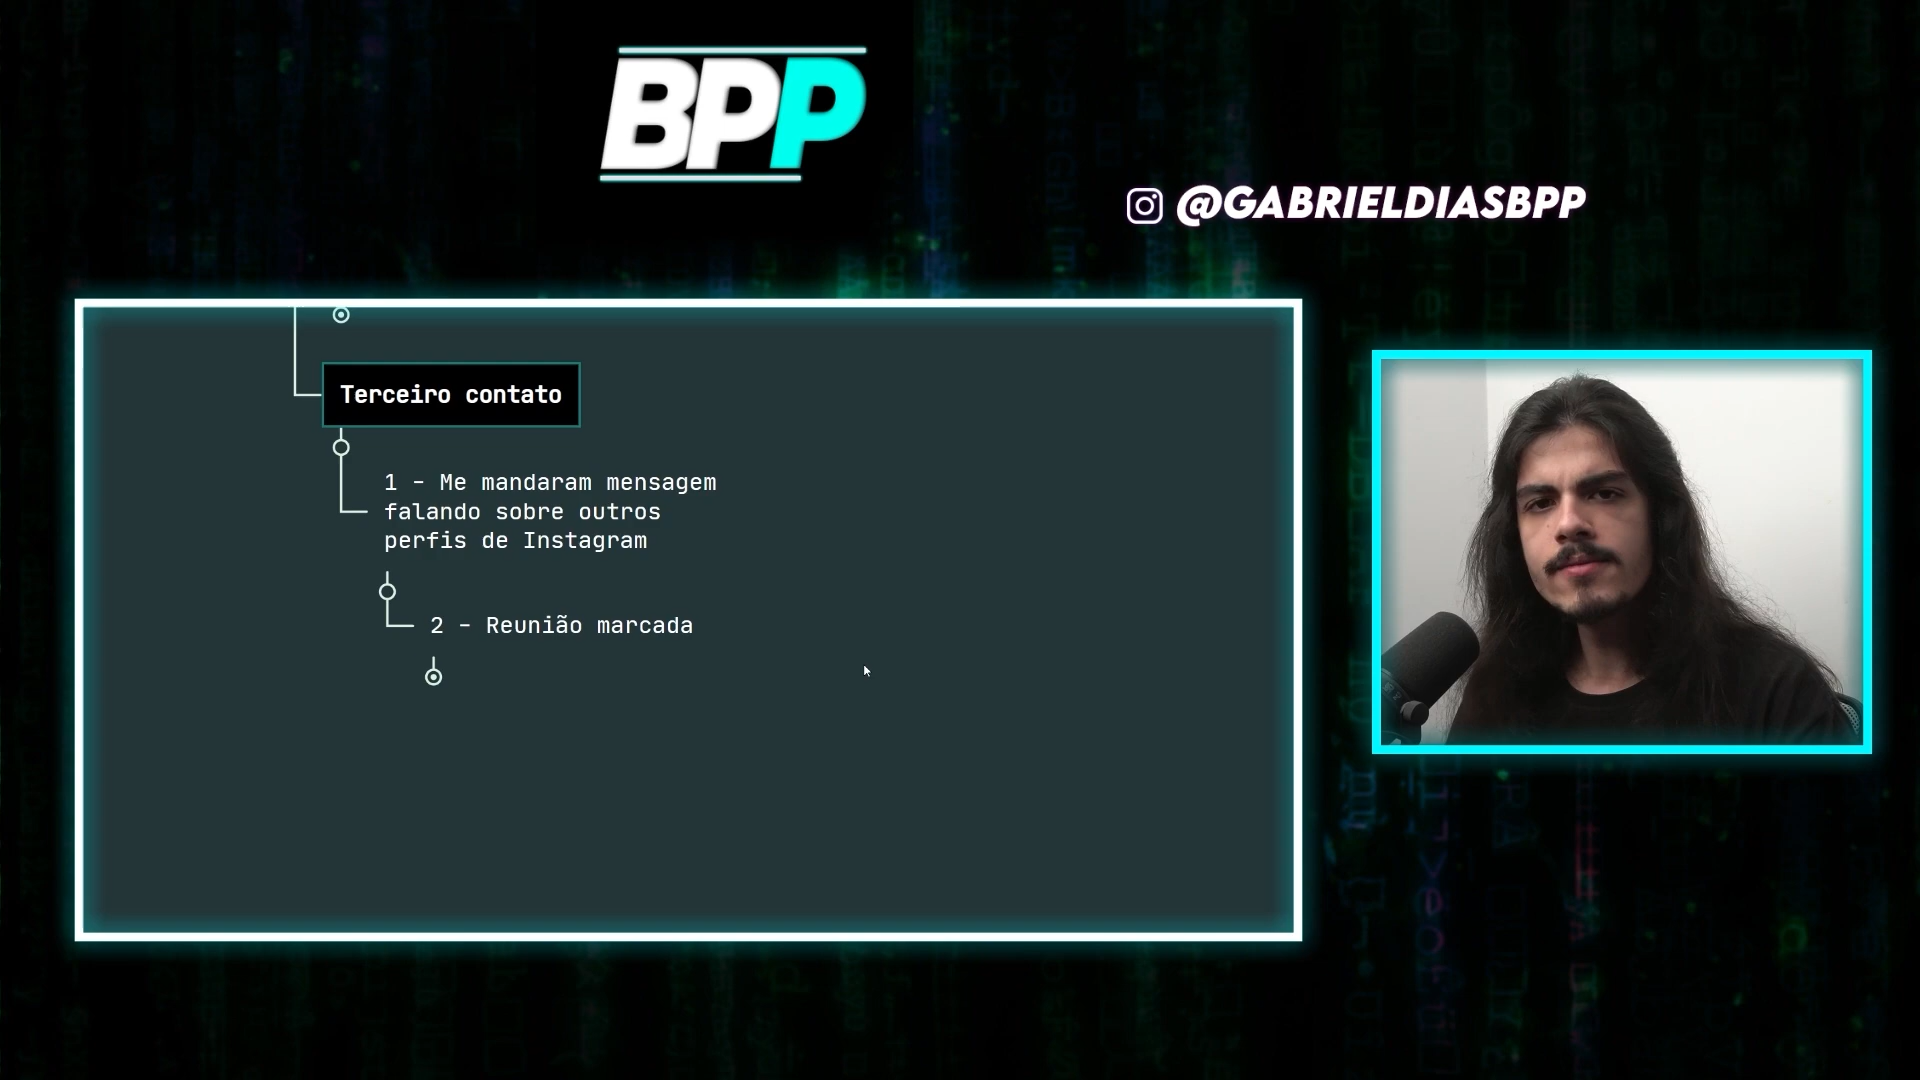 BPP
@GABRIELDIASBPP
Terceiro contato
1 - Me mandaram mensagem
falando sobre outros
perfis de Instagram
2 - Reunião marcada